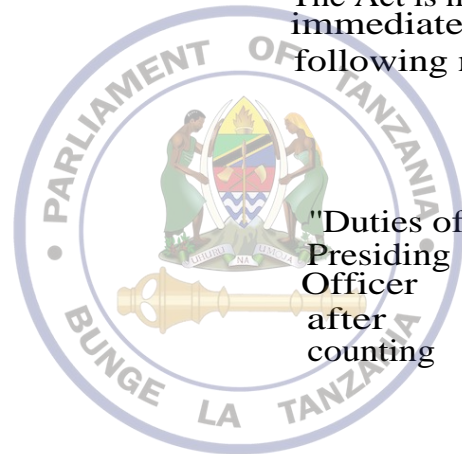 The Act is
immediate
following
PARLIAMENT OF TANZANIA
"Duties of
Presiding
Officer
after
counting
UHURU NA UMOJA
BUNGE LA TANZANIA